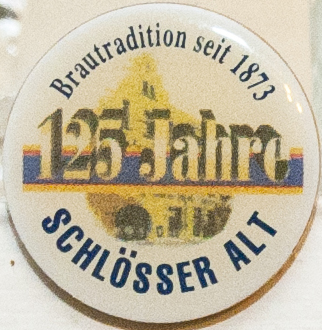 Brautradition seit 1873
125 Jahre
SCHLÖSSER ALT